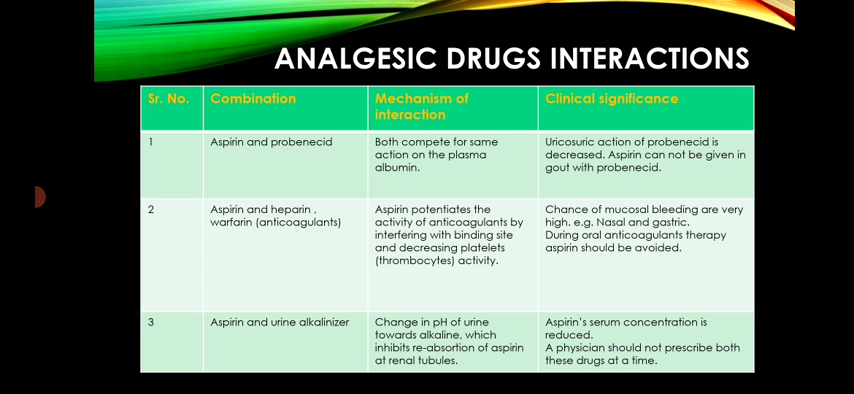 ANALGESIC DRUGS INTERACTIONS
Sr. No.
Combination
Mechanism of
interaction
Clinical significance
1
Aspirin and probenecid
Both compete for same
action on the plasma
albumin.
Uricosuric action of probenecid is
decreased. Aspirin can not be given in
gout with probenecid.
2
Aspirin and heparin ,
warfarin (anticoagulants)
Aspirin potentiates the
activity of anticoagulants by
interfering with binding site
and decreasing platelets
(thrombocytes) activity.
Chance of mucosal bleeding are very
high. e.g. Nasal and gastric.
During oral anticoagulants therapy
aspirin should be avoided.
3
Aspirin and urine alkalinizer
Change in pH of urine
towards alkaline, which
inhibits re-absortion of aspirin
at renal tubules.
Aspirin’s serum concentration is
reduced.
A physician should not prescribe both
these drugs at a time.